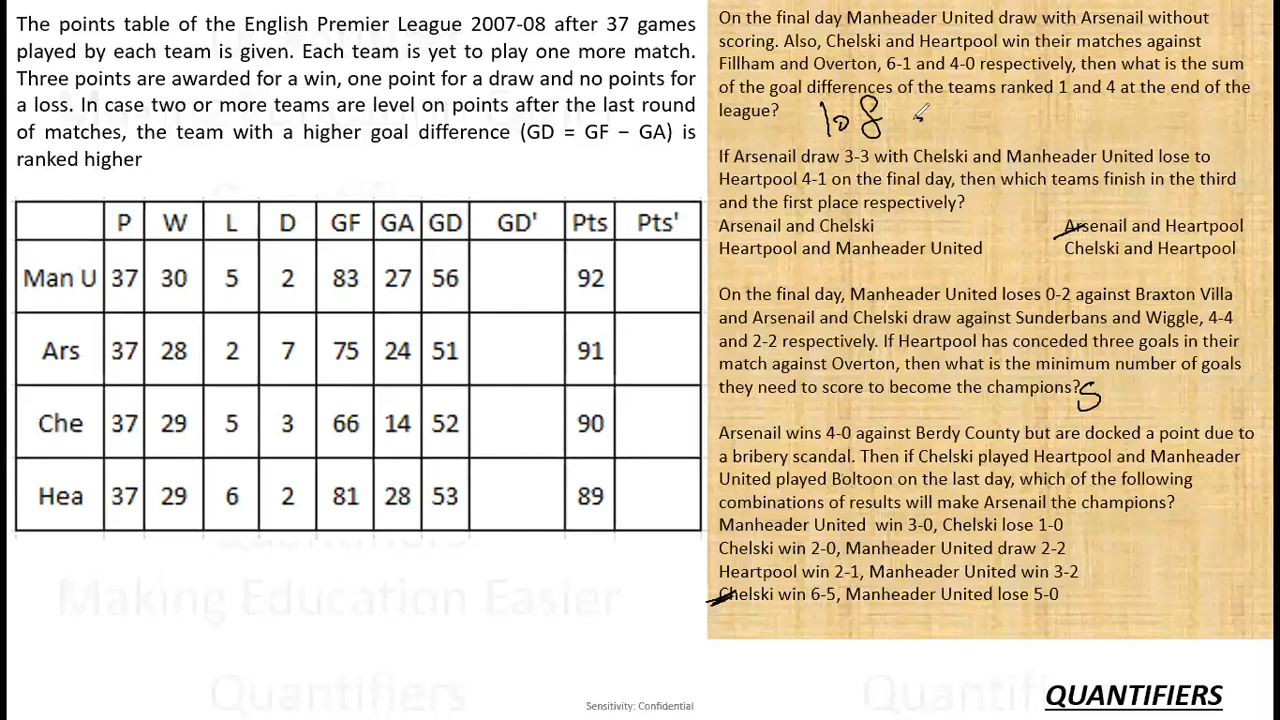 The points table of the English Premier League 2007-08 after 37 games
played by each team is given. Each team is yet to play one more match.
Three points are awarded for a win, one point for a draw and no points for
a loss. In case two or more teams are level on points after the last round
of matches, the team with a higher goal difference (GD = GF − GA) is
ranked higher
P W L D GF GA GD GD' Pts Pts'
Man U 37 30 5 2 83 27 56 92
Ars 37 28 2 7 75 24 51 91
Che 37 29 5 3 66 14 52 90
Hea 37 29 6 2 81 28 53 89
Making Education Easier
Quantifiers
Sensitivity: Confidential
On the final day Manheader United draw with Arsenail without
scoring. Also, Chelski and Heartpool win their matches against
Fillham and Overton, 6-1 and 4-0 respectively, then what is the sum
of the goal differences of the teams ranked 1 and 4 at the end of the
league? 108
If Arsenail draw 3-3 with Chelski and Manheader United lose to
Heartpool 4-1 on the final day, then which teams finish in the third
and the first place respectively?
Arsenail and Chelski Arsenail and Heartpool
Heartpool and Manheader United Chelski and Heartpool
On the final day, Manheader United loses 0-2 against Braxton Villa
and Arsenail and Chelski draw against Sunderbans and Wiggle, 4-4
and 2-2 respectively. If Heartpool has conceded three goals in their
match against Overton, then what is the minimum number of goals
they need to score to become the champions? 5
Arsenail wins 4-0 against Berdy County but are docked a point due to
a bribery scandal. Then if Chelski played Heartpool and Manheader
United played Boltoon on the last day, which of the following
combinations of results will make Arsenail the champions?
Manheader United win 3-0, Chelski lose 1-0
Chelski win 2-0, Manheader United draw 2-2
Heartpool win 2-1, Manheader United win 3-2
Chelski win 6-5, Manheader United lose 5-0
QUANTIFIERS